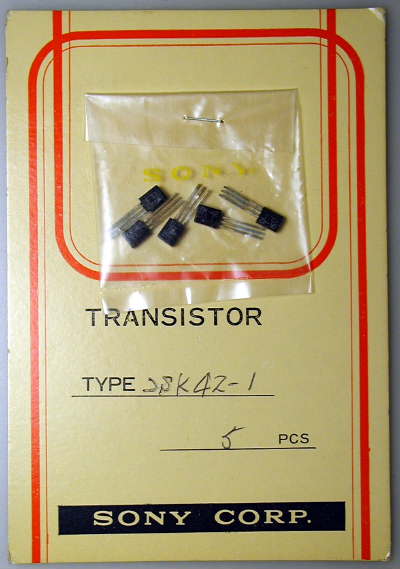 SONY
TRANSISTOR
TYPE 2SK42-1
5 PCS
SONY CORP.